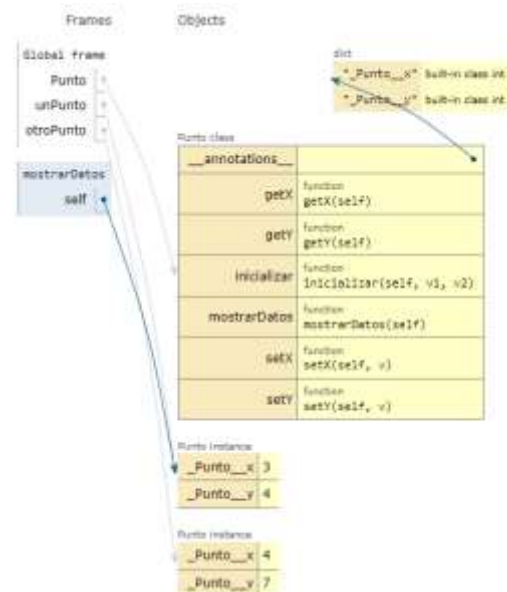 Frames Objects
Global frame
Punto
unPunto
otroPunto
mostrarDatos
self
dict
"_Punto__x" built-in class int
"_Punto__y" built-in class int
Punto class
__annotations__
getX function
getX(self)
getY function
getY(self)
inicializar function
inicializar(self, v1, v2)
mostrarDatos function
mostrarDatos(self)
setX function
setX(self, v)
setY function
setY(self, v)
Punto instance
_Punto__x 3
_Punto__y 4
Punto instance
_Punto__x 4
_Punto__y 7